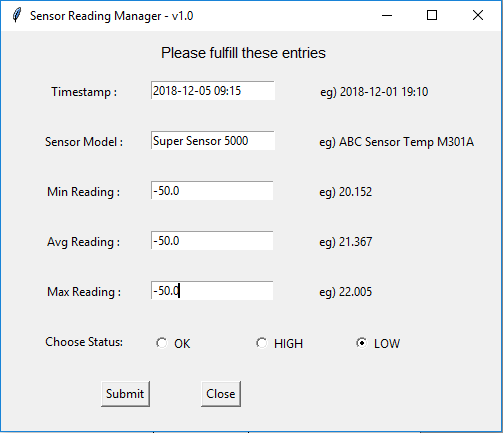 Sensor Reading Manager - v1.0
Please fulfill these entries
Timestamp : 2018-12-05 09:15 eg) 2018-12-01 19:10
Sensor Model : Super Sensor 5000 eg) ABC Sensor Temp M301A
Min Reading : -50.0 eg) 20.152
Avg Reading : -50.0 eg) 21.367
Max Reading : -50.0 eg) 22.005
Choose Status: OK HIGH LOW
Submit Close